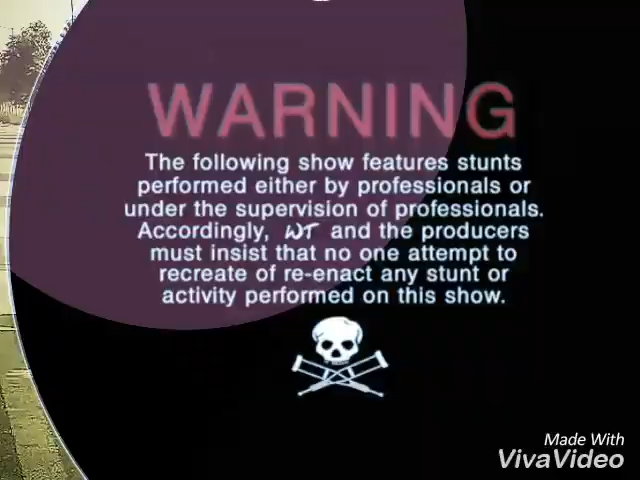 WARNING
The following show features stunts
performed either by professionals or
under the supervision of professionals.
Accordingly, WT and the producers
must insist that no one attempt to
recreate of re-enact any stunt or
activity performed on this show.
Made With
VivaVideo